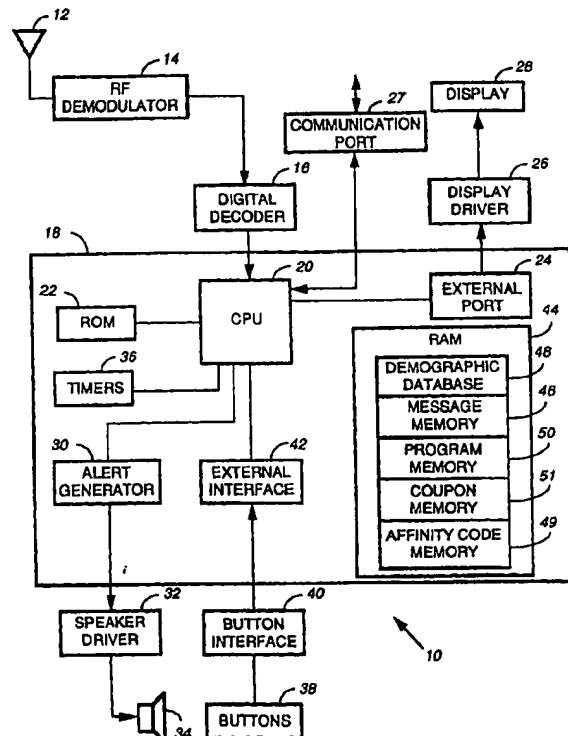 12
14
RF
DEMODULATOR
28
DISPLAY
27
COMMUNICATION
PORT
16
DIGITAL
DECODER
26
DISPLAY
DRIVER
18
20
CPU
24
EXTERNAL
PORT
22
ROM
44
RAM
36
TIMERS
DEMOGRAPHIC
DATABASE
48
MESSAGE
MEMORY
46
PROGRAM
MEMORY
50
COUPON
MEMORY
51
AFFINITY CODE
MEMORY
49
30
ALERT
GENERATOR
42
EXTERNAL
INTERFACE
i
32
SPEAKER
DRIVER
40
BUTTON
INTERFACE
10
34
38
BUTTONS